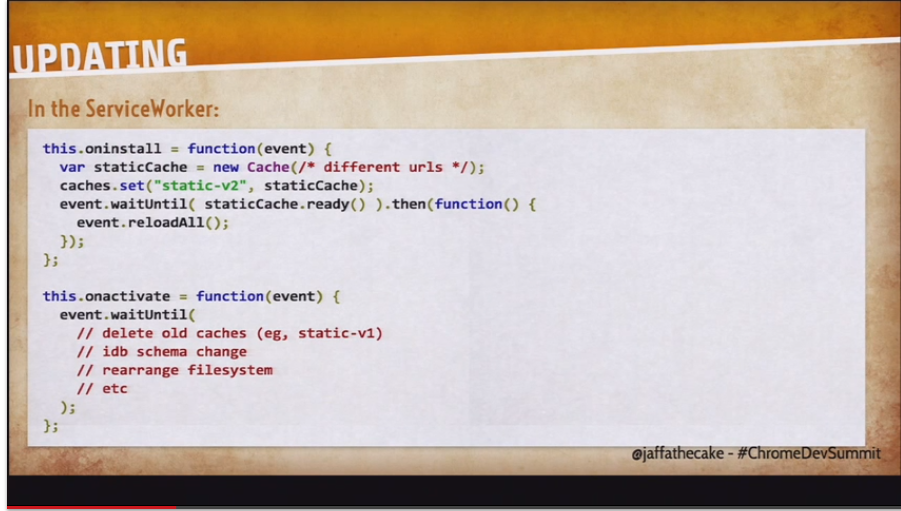 UPDATING
In the ServiceWorker:
this.oninstall = function(event) {
  var staticCache = new Cache(/* different urls */);
  caches.set("static-v2", staticCache);
  event.waitUntil( staticCache.ready() ).then(function() {
    event.reloadAll();
  });
};
this.onactivate = function(event) {
  event.waitUntil(
    // delete old caches (eg, static-v1)
    // idb schema change
    // rearrange filesystem
    // etc
  );
};
@jaffathecake - #ChromeDevSummit